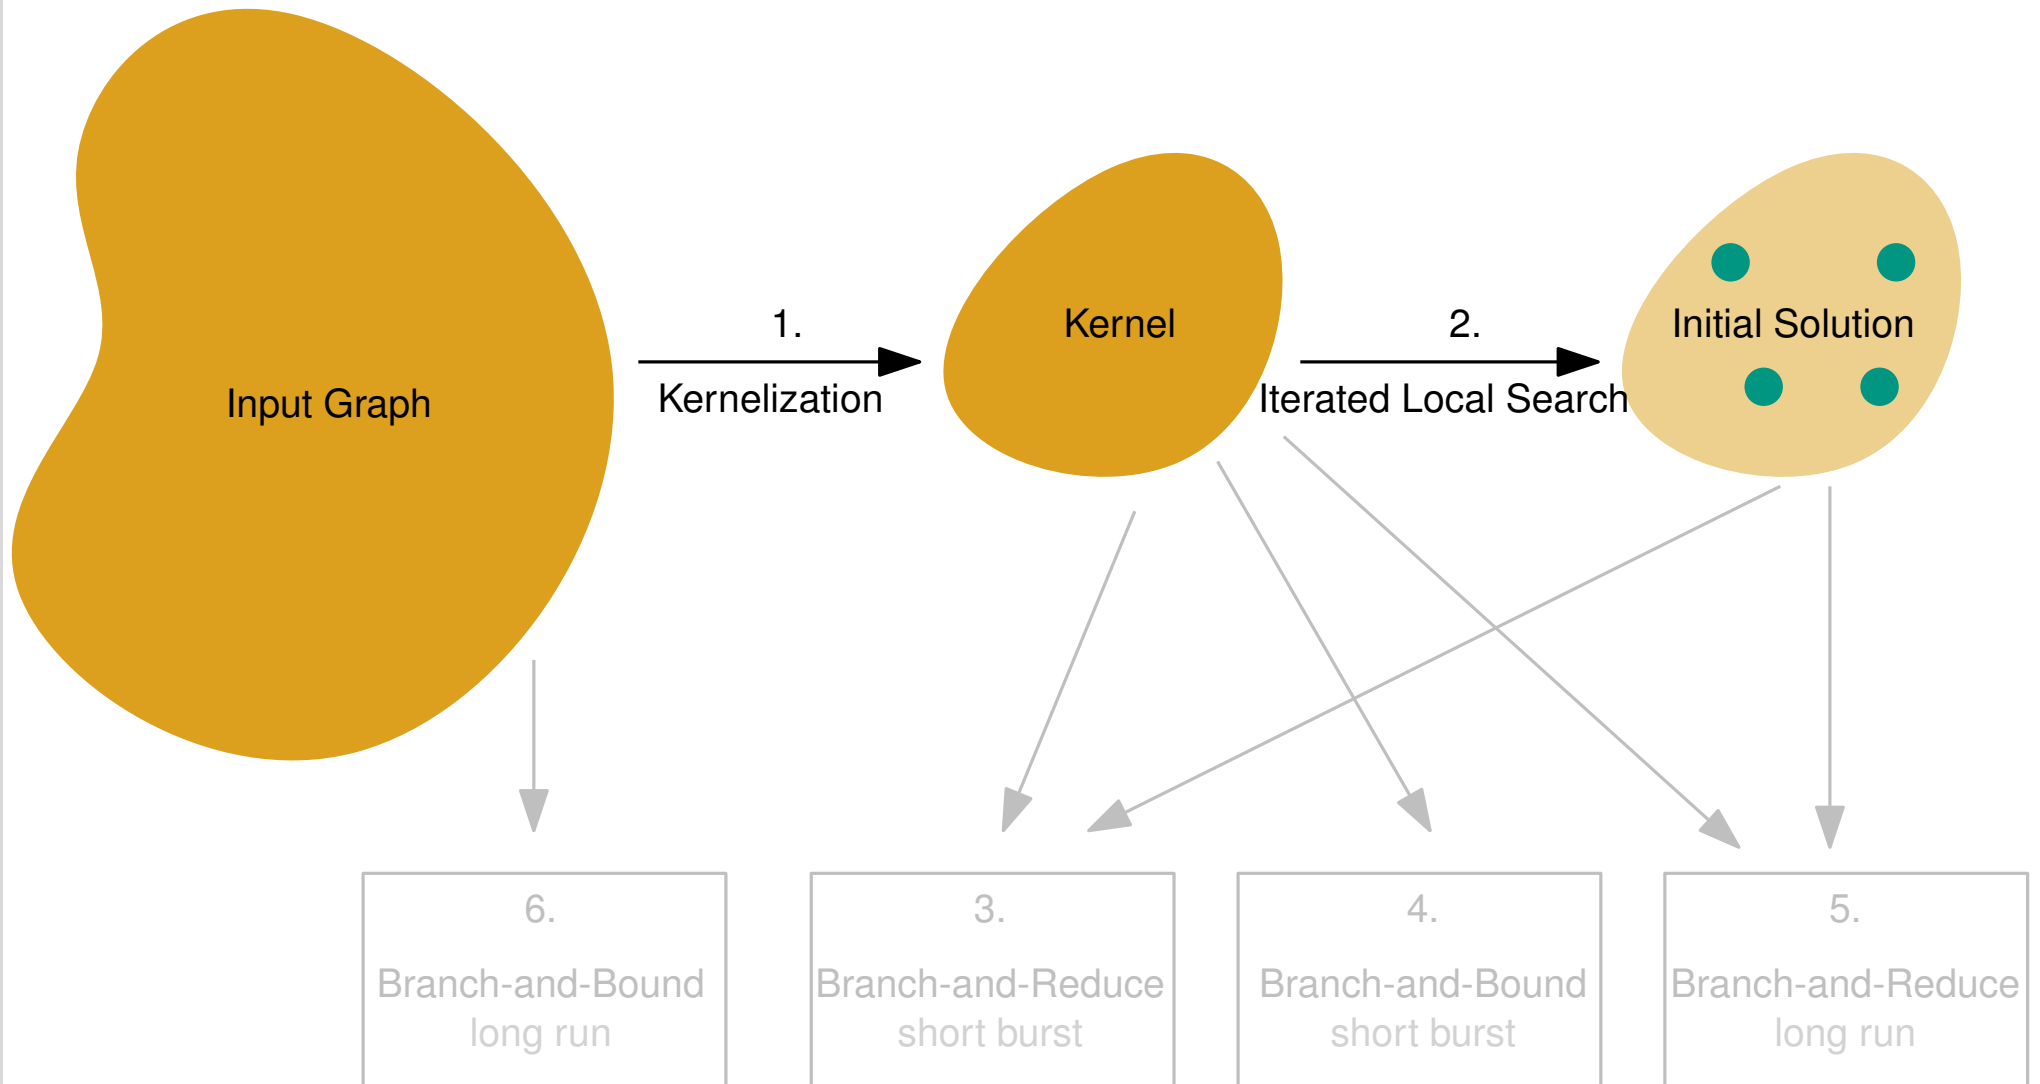 Input Graph
1.
Kernelization
Kernel
2.
Iterated Local Search
Initial Solution
6.
Branch-and-Bound
long run
3.
Branch-and-Reduce
short burst
4.
Branch-and-Bound
short burst
5.
Branch-and-Reduce
long run